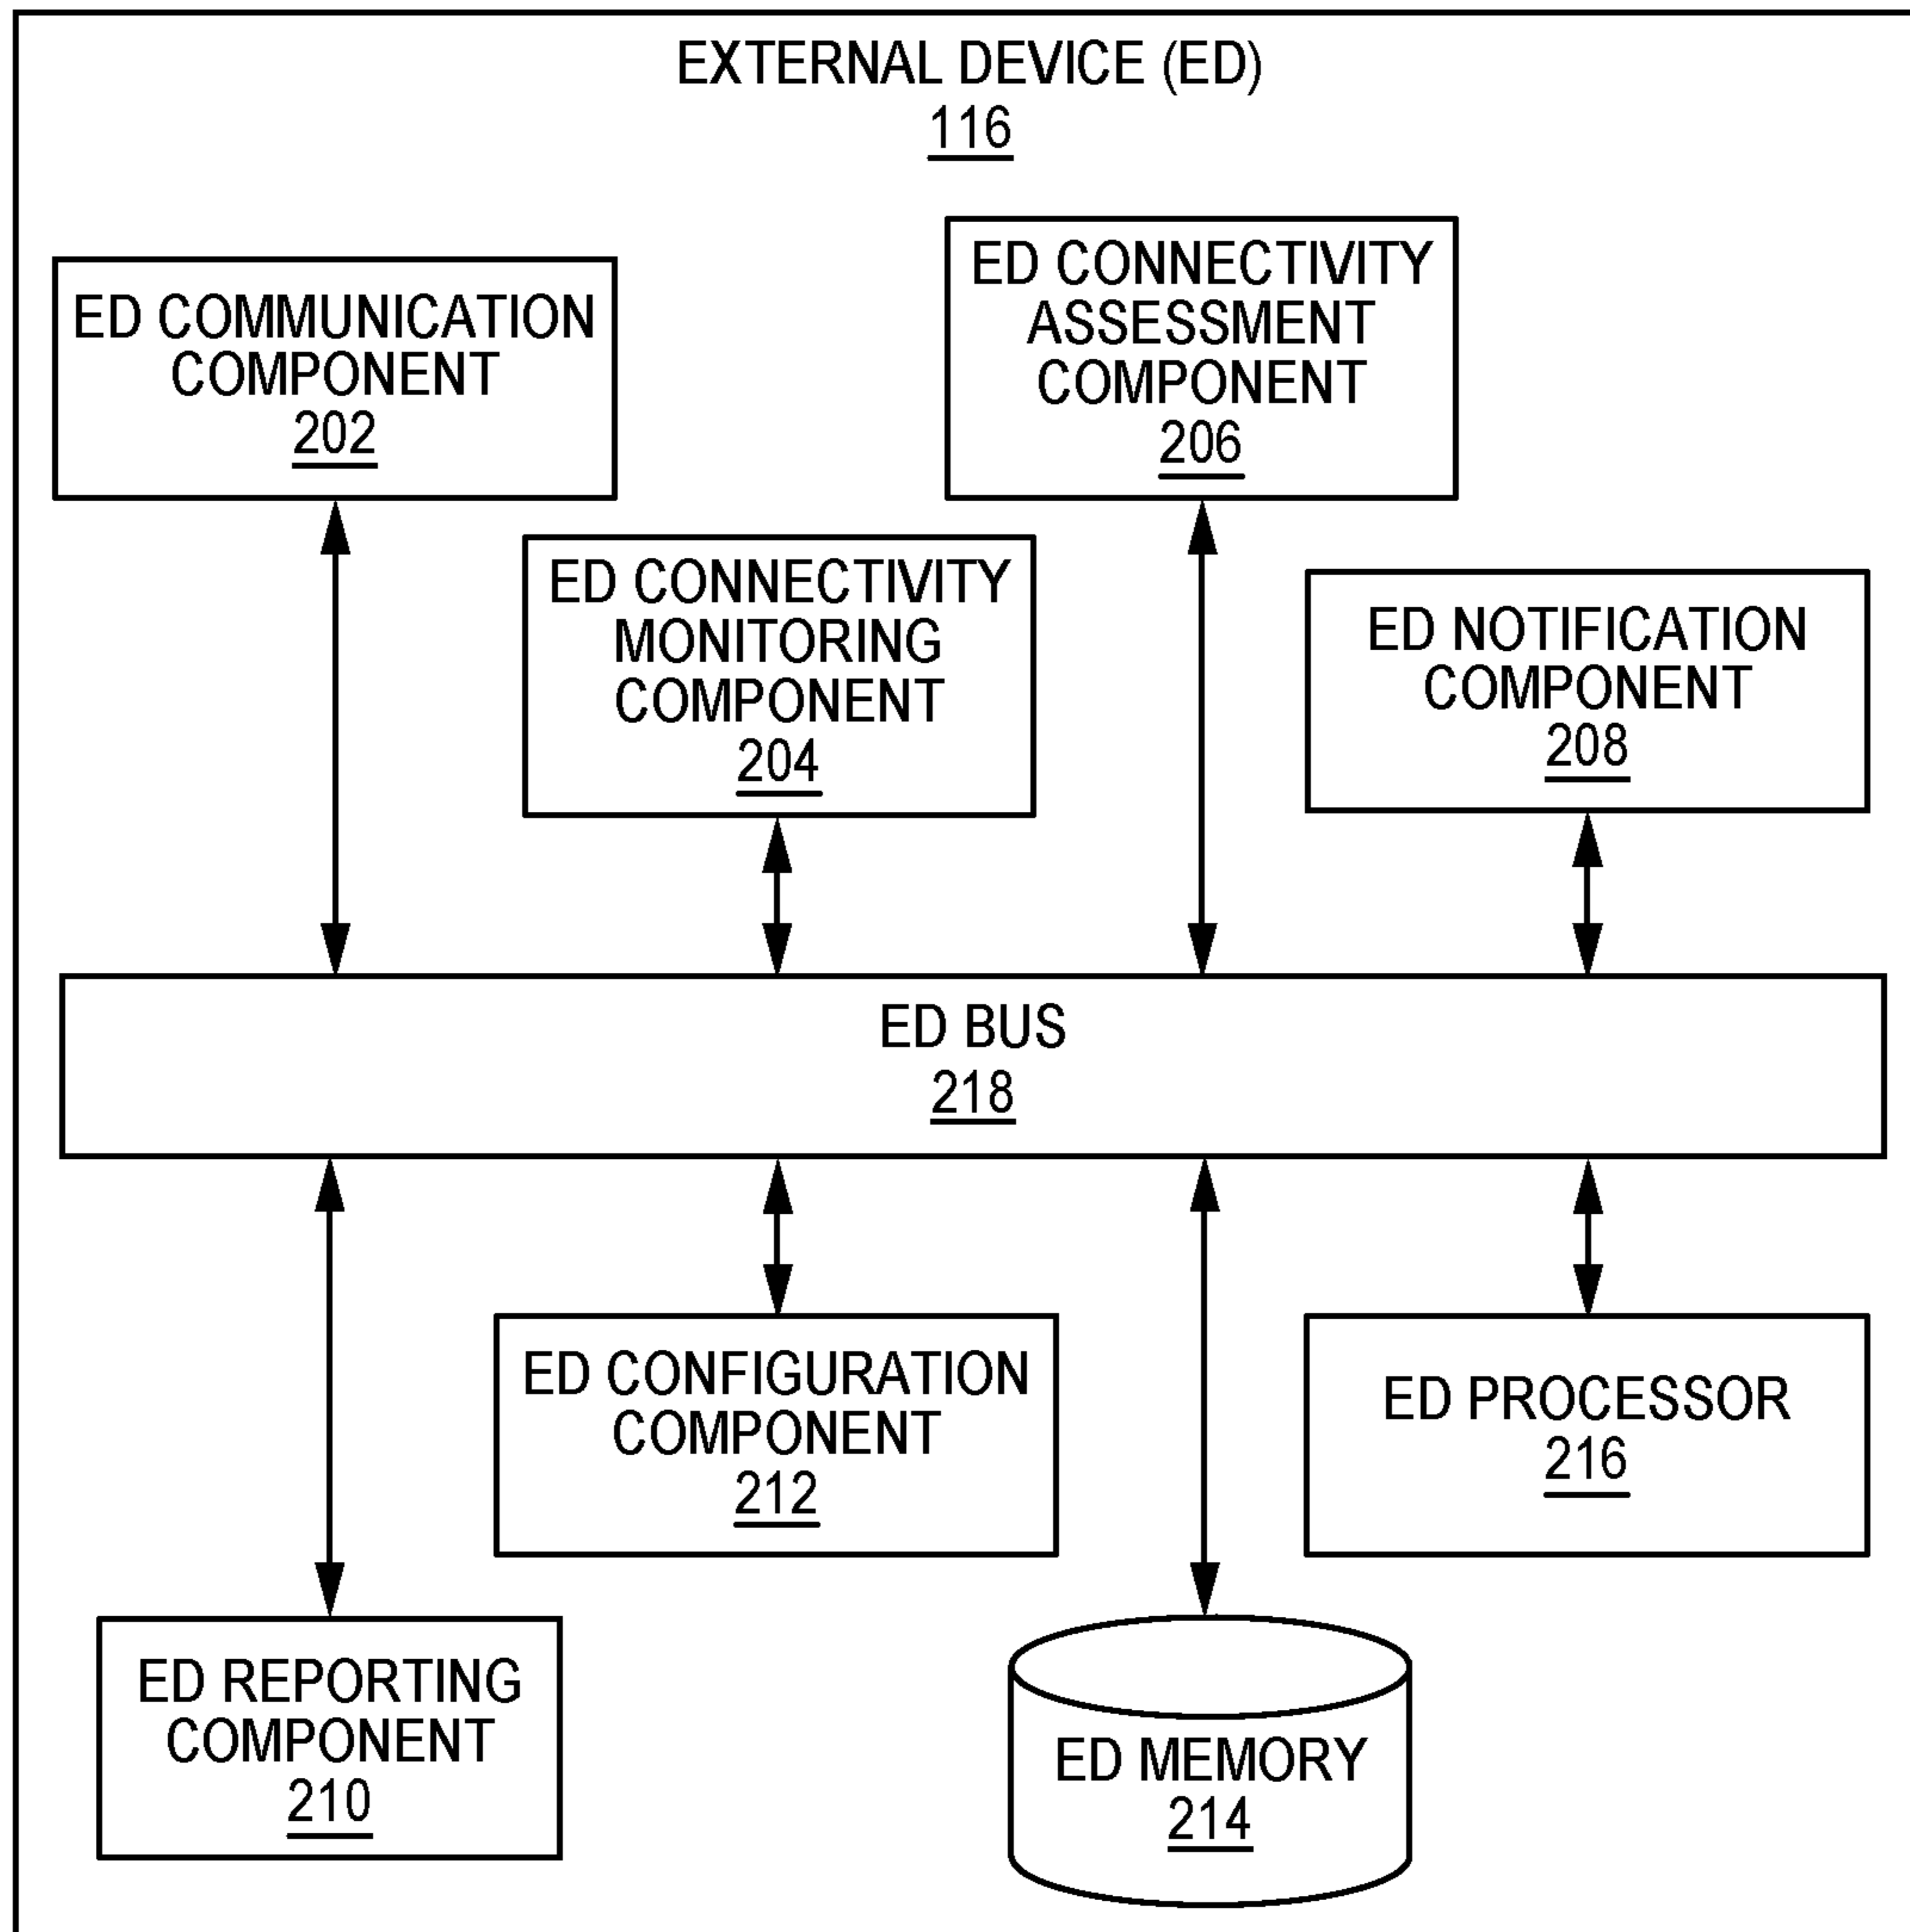 EXTERNAL DEVICE (ED)
116
ED COMMUNICATION
COMPONENT
202
ED CONNECTIVITY
ASSESSMENT
COMPONENT
206
ED CONNECTIVITY
MONITORING
COMPONENT
204
ED NOTIFICATION
COMPONENT
208
ED BUS
218
ED CONFIGURATION
COMPONENT
212
ED PROCESSOR
216
ED REPORTING
COMPONENT
210
ED MEMORY
214